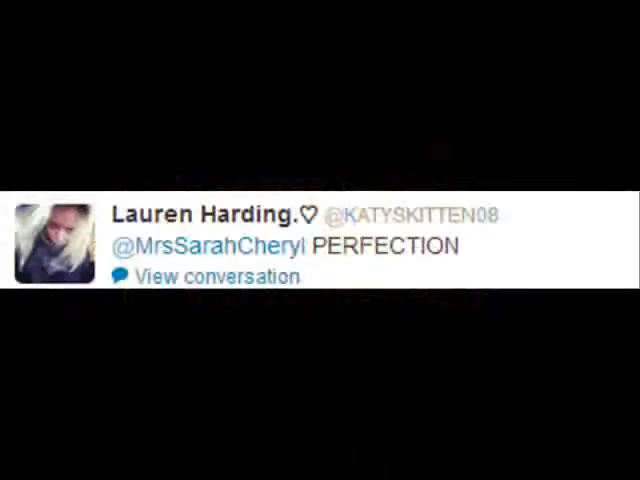 Lauren Harding.♡ @KATYSKITTEN08
@MrsSarahCheryl PERFECTION
View conversation